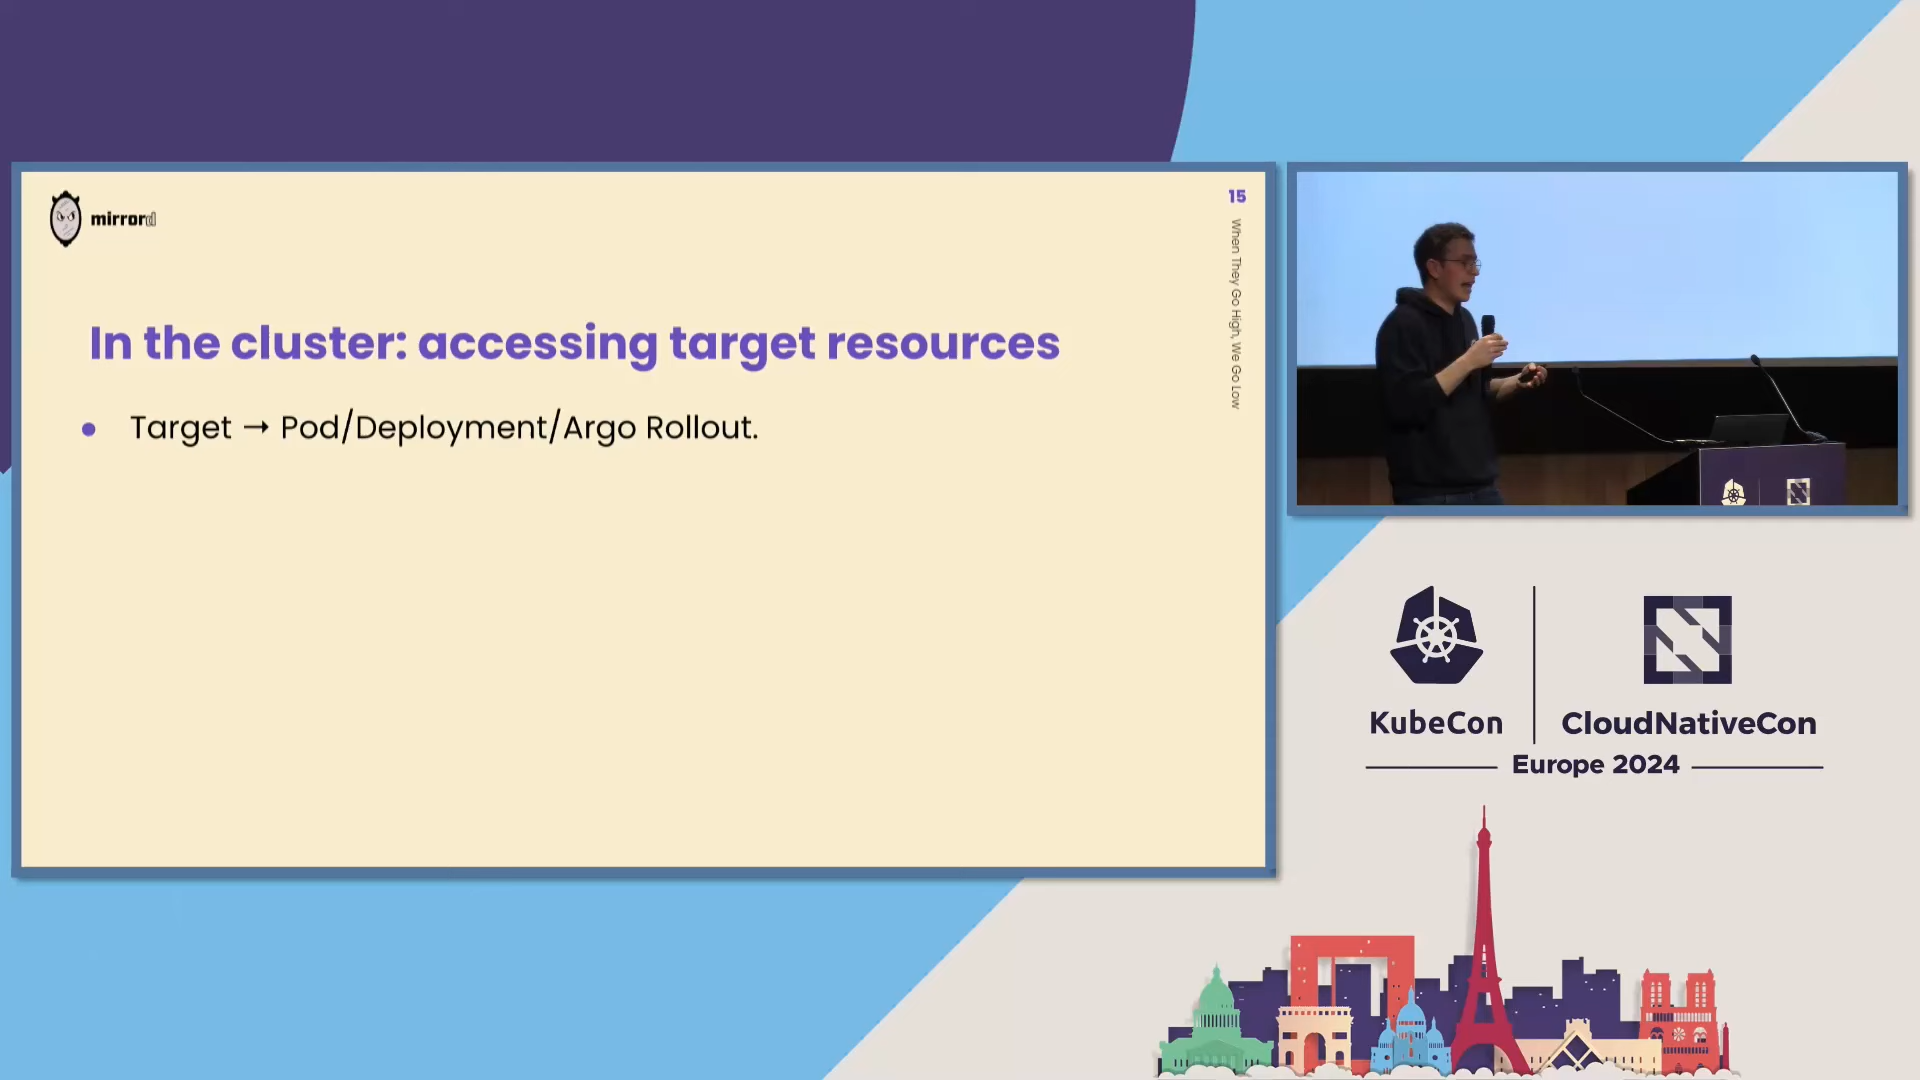 mirrord
15
When They Go High, We Go Low
In the cluster: accessing target resources
Target → Pod/Deployment/Argo Rollout.
KubeCon
CloudNativeCon
Europe 2024